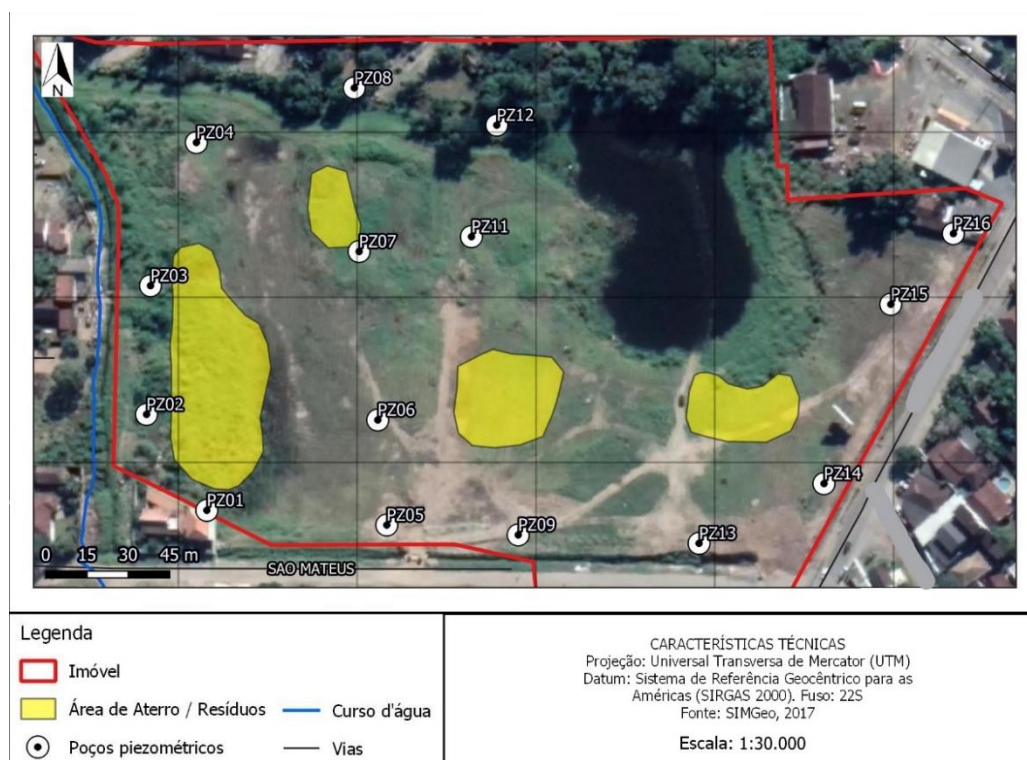 N
PZ08
PZ12
PZ04
PZ16
PZ11
PZ07
PZ03
PZ15
PZ02
PZ06
PZ14
PZ01
PZ05
PZ09
PZ13
0 15 30 45 m
SAO MATEUS
Legenda
Imóvel
Área de Aterro / Resíduos
Curso d'água
Poços piezométricos
Vias
CARACTERÍSTICAS TÉCNICAS
Projeção: Universal Transversa de Mercator (UTM)
Datum: Sistema de Referência Geocêntrico para as
Américas (SIRGAS 2000). Fuso: 22S
Fonte: SIMGeo, 2017
Escala: 1:30.000